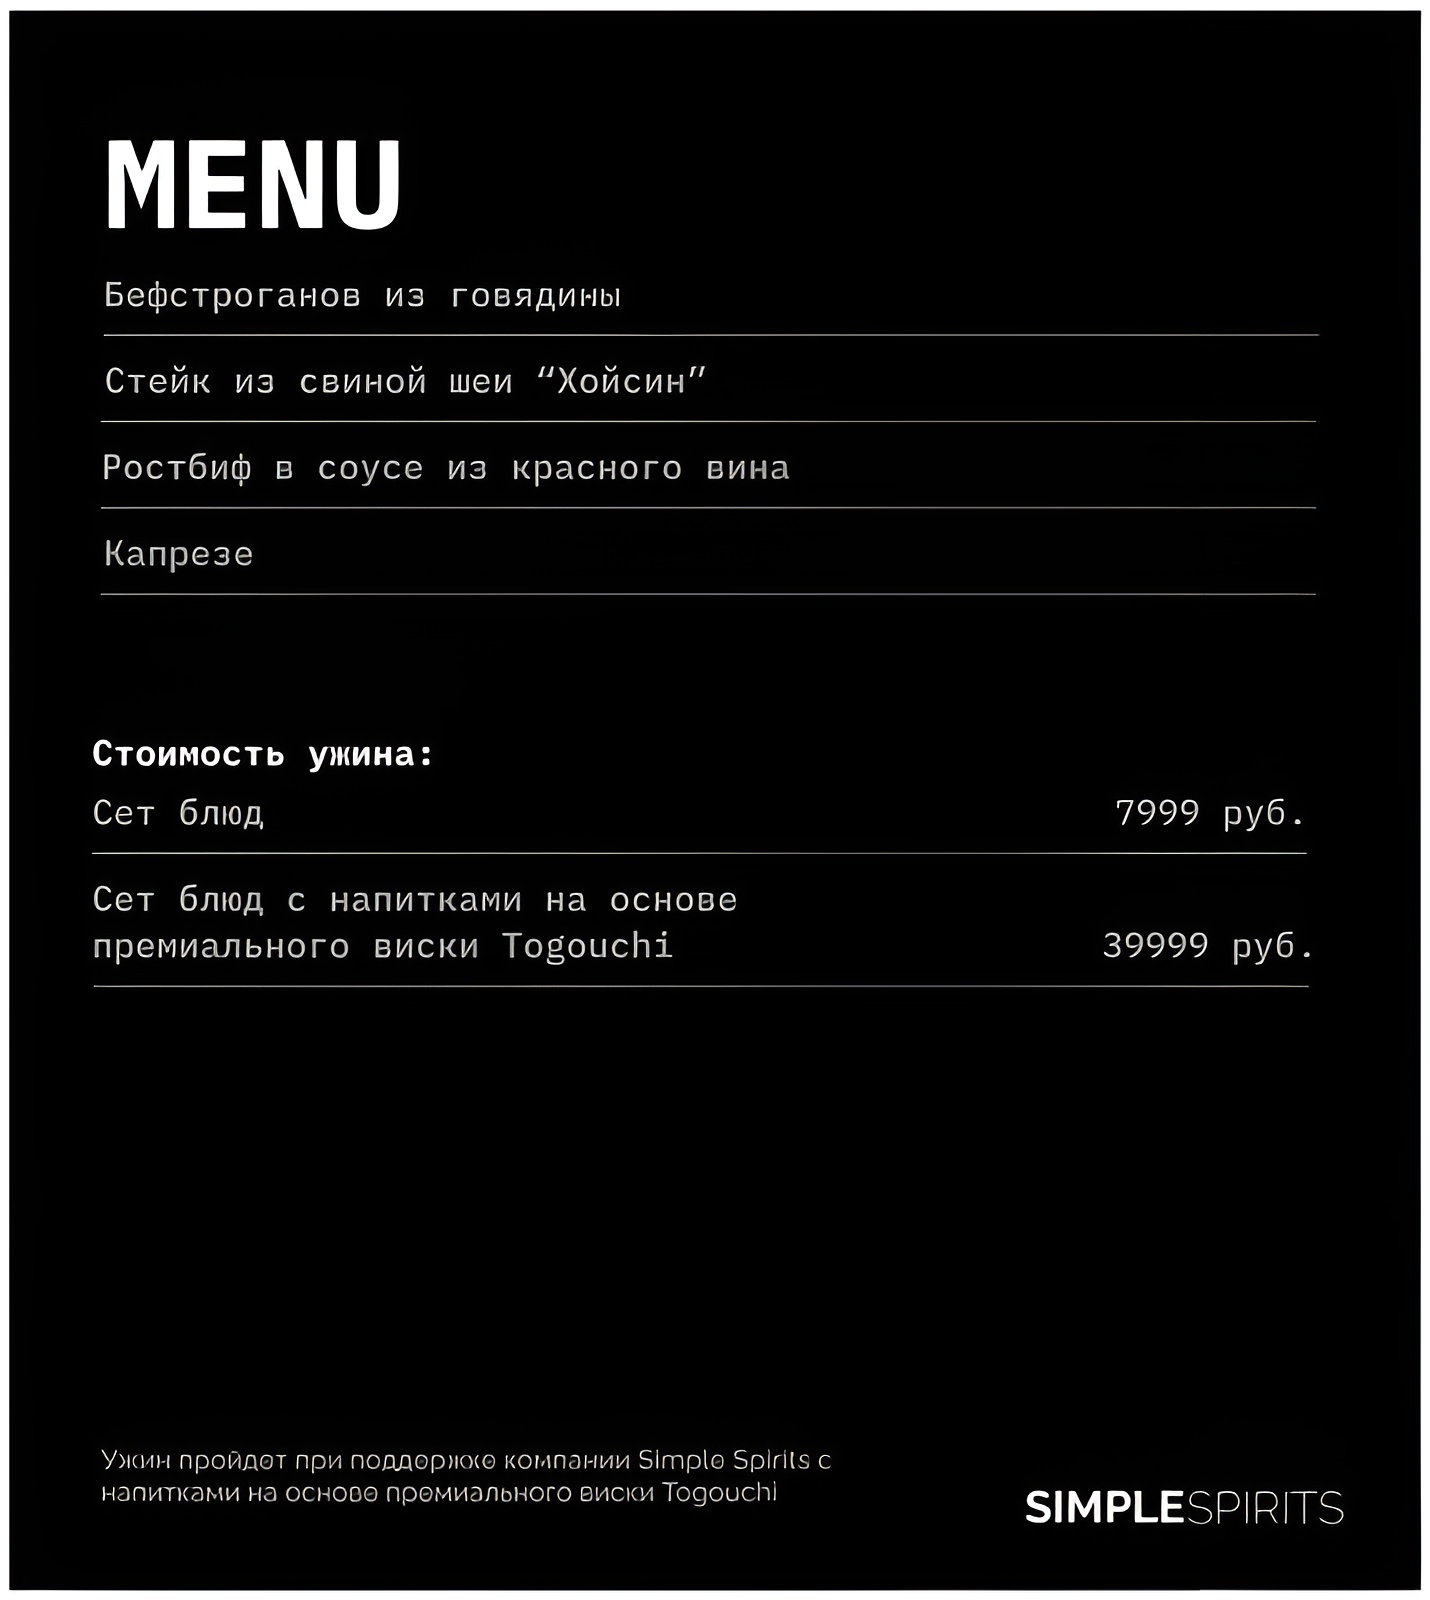 MENU
Бефстроганов из говядины
Стейк из свиной шеи “Хойсин”
Ростбиф в соусе из красного вина
Капрезе
Стоимость ужина:
Сет блюд 7999 руб.
Сет блюд с напитками на основе
премиального виски Togouchi 39999 руб.
Ужин пройдет при поддержке компании Simple Spirits с
напитками на основе премиального виски Togouchi
SIMPLESPIRITS